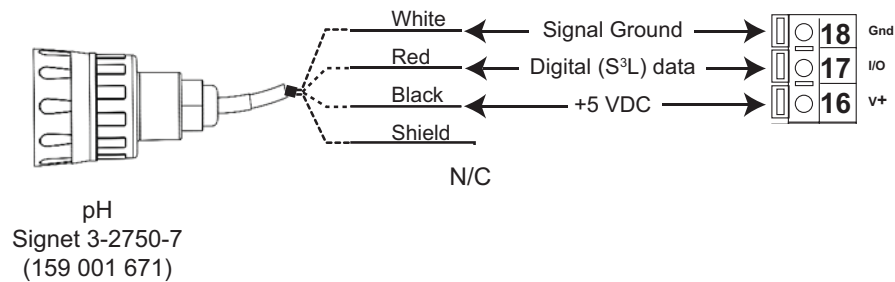 White Signal Ground 18 Gnd
Red Digital (S³L) data 17 I/O
Black +5 VDC 16 V+
Shield
N/C
pH
Signet 3-2750-7
(159 001 671)